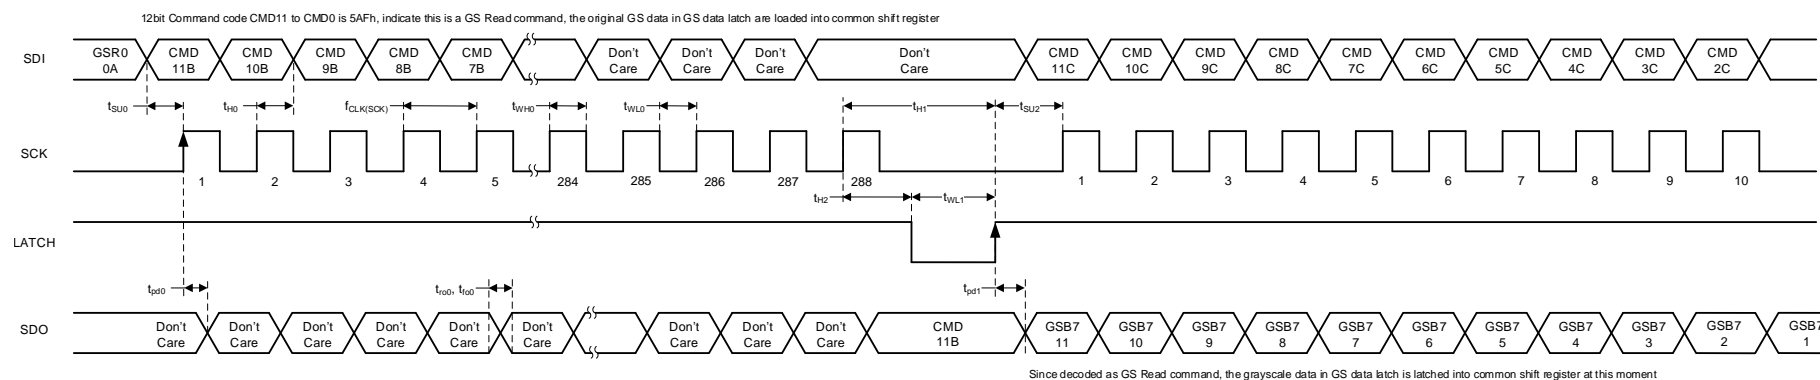 12bit Command code CMD11 to CMD0 is 5AFh, indicate this is a GS Read command, the original GS data in GS data latch are loaded into common shift register
SDI
GSR0 0A
CMD 11B
CMD 10B
CMD 9B
CMD 8B
CMD 7B
Don't Care
Don't Care
Don't Care
Don't Care
CMD 11C
CMD 10C
CMD 9C
CMD 8C
CMD 7C
CMD 6C
CMD 5C
CMD 4C
CMD 3C
CMD 2C
tSU0
tH0
fCLK(SCK)
tWH0
tWL0
tH1
tSU2
SCK
1 2 3 4 5 284 285 286 287 288 1 2 3 4 5 6 7 8 9 10
tH2
tWL1
LATCH
tpd0
tro0, tfo0
tpd1
SDO
Don't Care
Don't Care
Don't Care
Don't Care
Don't Care
Don't Care
Don't Care
Don't Care
Don't Care
CMD 11B
GSB7 11
GSB7 10
GSB7 9
GSB7 8
GSB7 7
GSB7 6
GSB7 5
GSB7 4
GSB7 3
GSB7 2
GSB7 1
Since decoded as GS Read command, the grayscale data in GS data latch is latched into common shift register at this moment